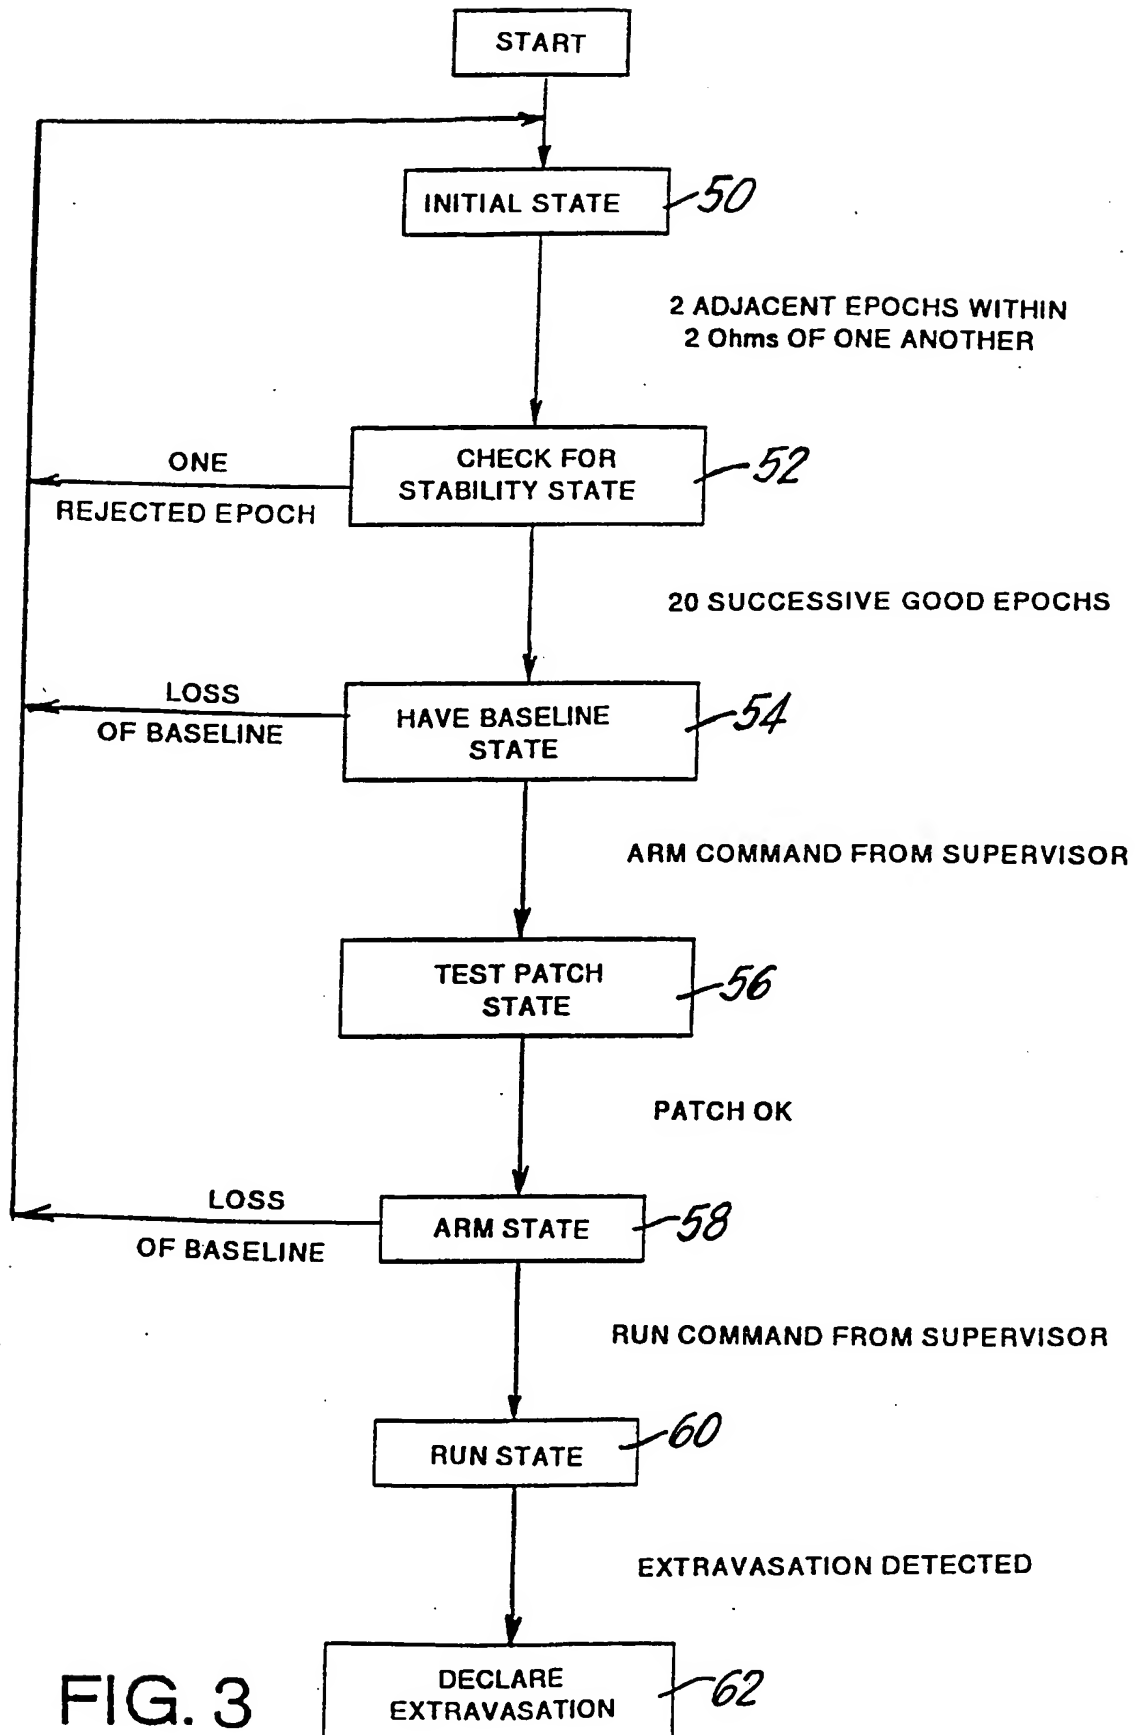 START
INITIAL STATE
50
2 ADJACENT EPOCHS WITHIN
2 Ohms OF ONE ANOTHER
CHECK FOR
STABILITY STATE
52
ONE
REJECTED EPOCH
20 SUCCESSIVE GOOD EPOCHS
HAVE BASELINE
STATE
54
LOSS
OF BASELINE
ARM COMMAND FROM SUPERVISOR
TEST PATCH
STATE
56
PATCH OK
ARM STATE
58
LOSS
OF BASELINE
RUN COMMAND FROM SUPERVISOR
RUN STATE
60
EXTRAVASATION DETECTED
DECLARE
EXTRAVASATION
62
FIG. 3